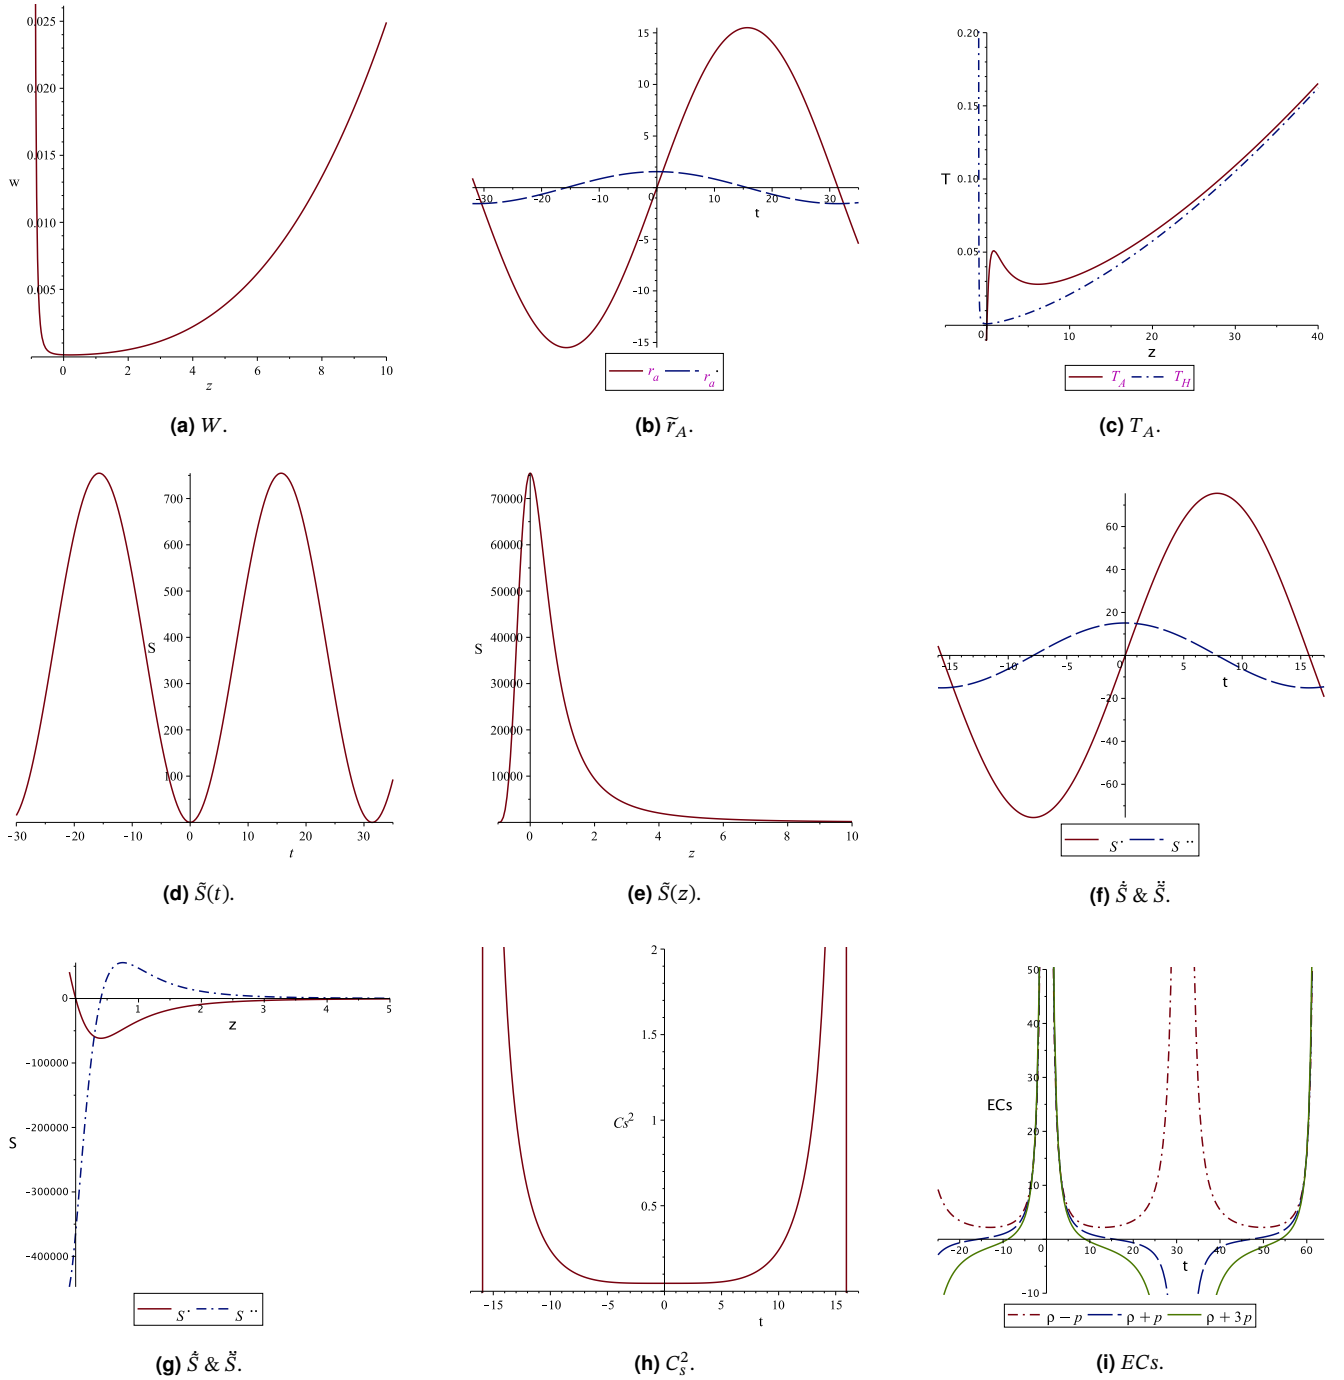 0.025
0.020
0.015
w
0.010
0.005
0 2 4 6 8 10
z
(a) W.
15
10
5
-30 -20 -10 0 10 20 30
t
-5
-10
-15
r_a r_a·
(b) r̃_A.
0.20
0.15
T 0.10
0.05
0 10 20 30 40
z
T_A T_H
(c) T_A.
700
600
500
400
S
300
200
100
-30 -20 -10 0 10 20 30
t
(d) S̃(t).
70000
60000
50000
40000
S
30000
20000
10000
0 2 4 6 8 10
z
(e) S̃(z).
60
40
20
-15 -10 -5 0 5 10 15
t
-20
-40
-60
S· S··
(f) S̃̇ & S̃̈.
0
1 2 3 4 5
z
-100000
-200000
S
-300000
-400000
S· S··
(g) S̃̇ & S̃̈.
2
1.5
Cs²
1
0.5
-15 -10 -5 0 5 10 15
t
(h) C_s².
50
40
30
ECs
20
10
-20 -10 0 10 20 30 40 50 60
t
-10
ρ − p ρ + p ρ + 3 p
(i) ECs.